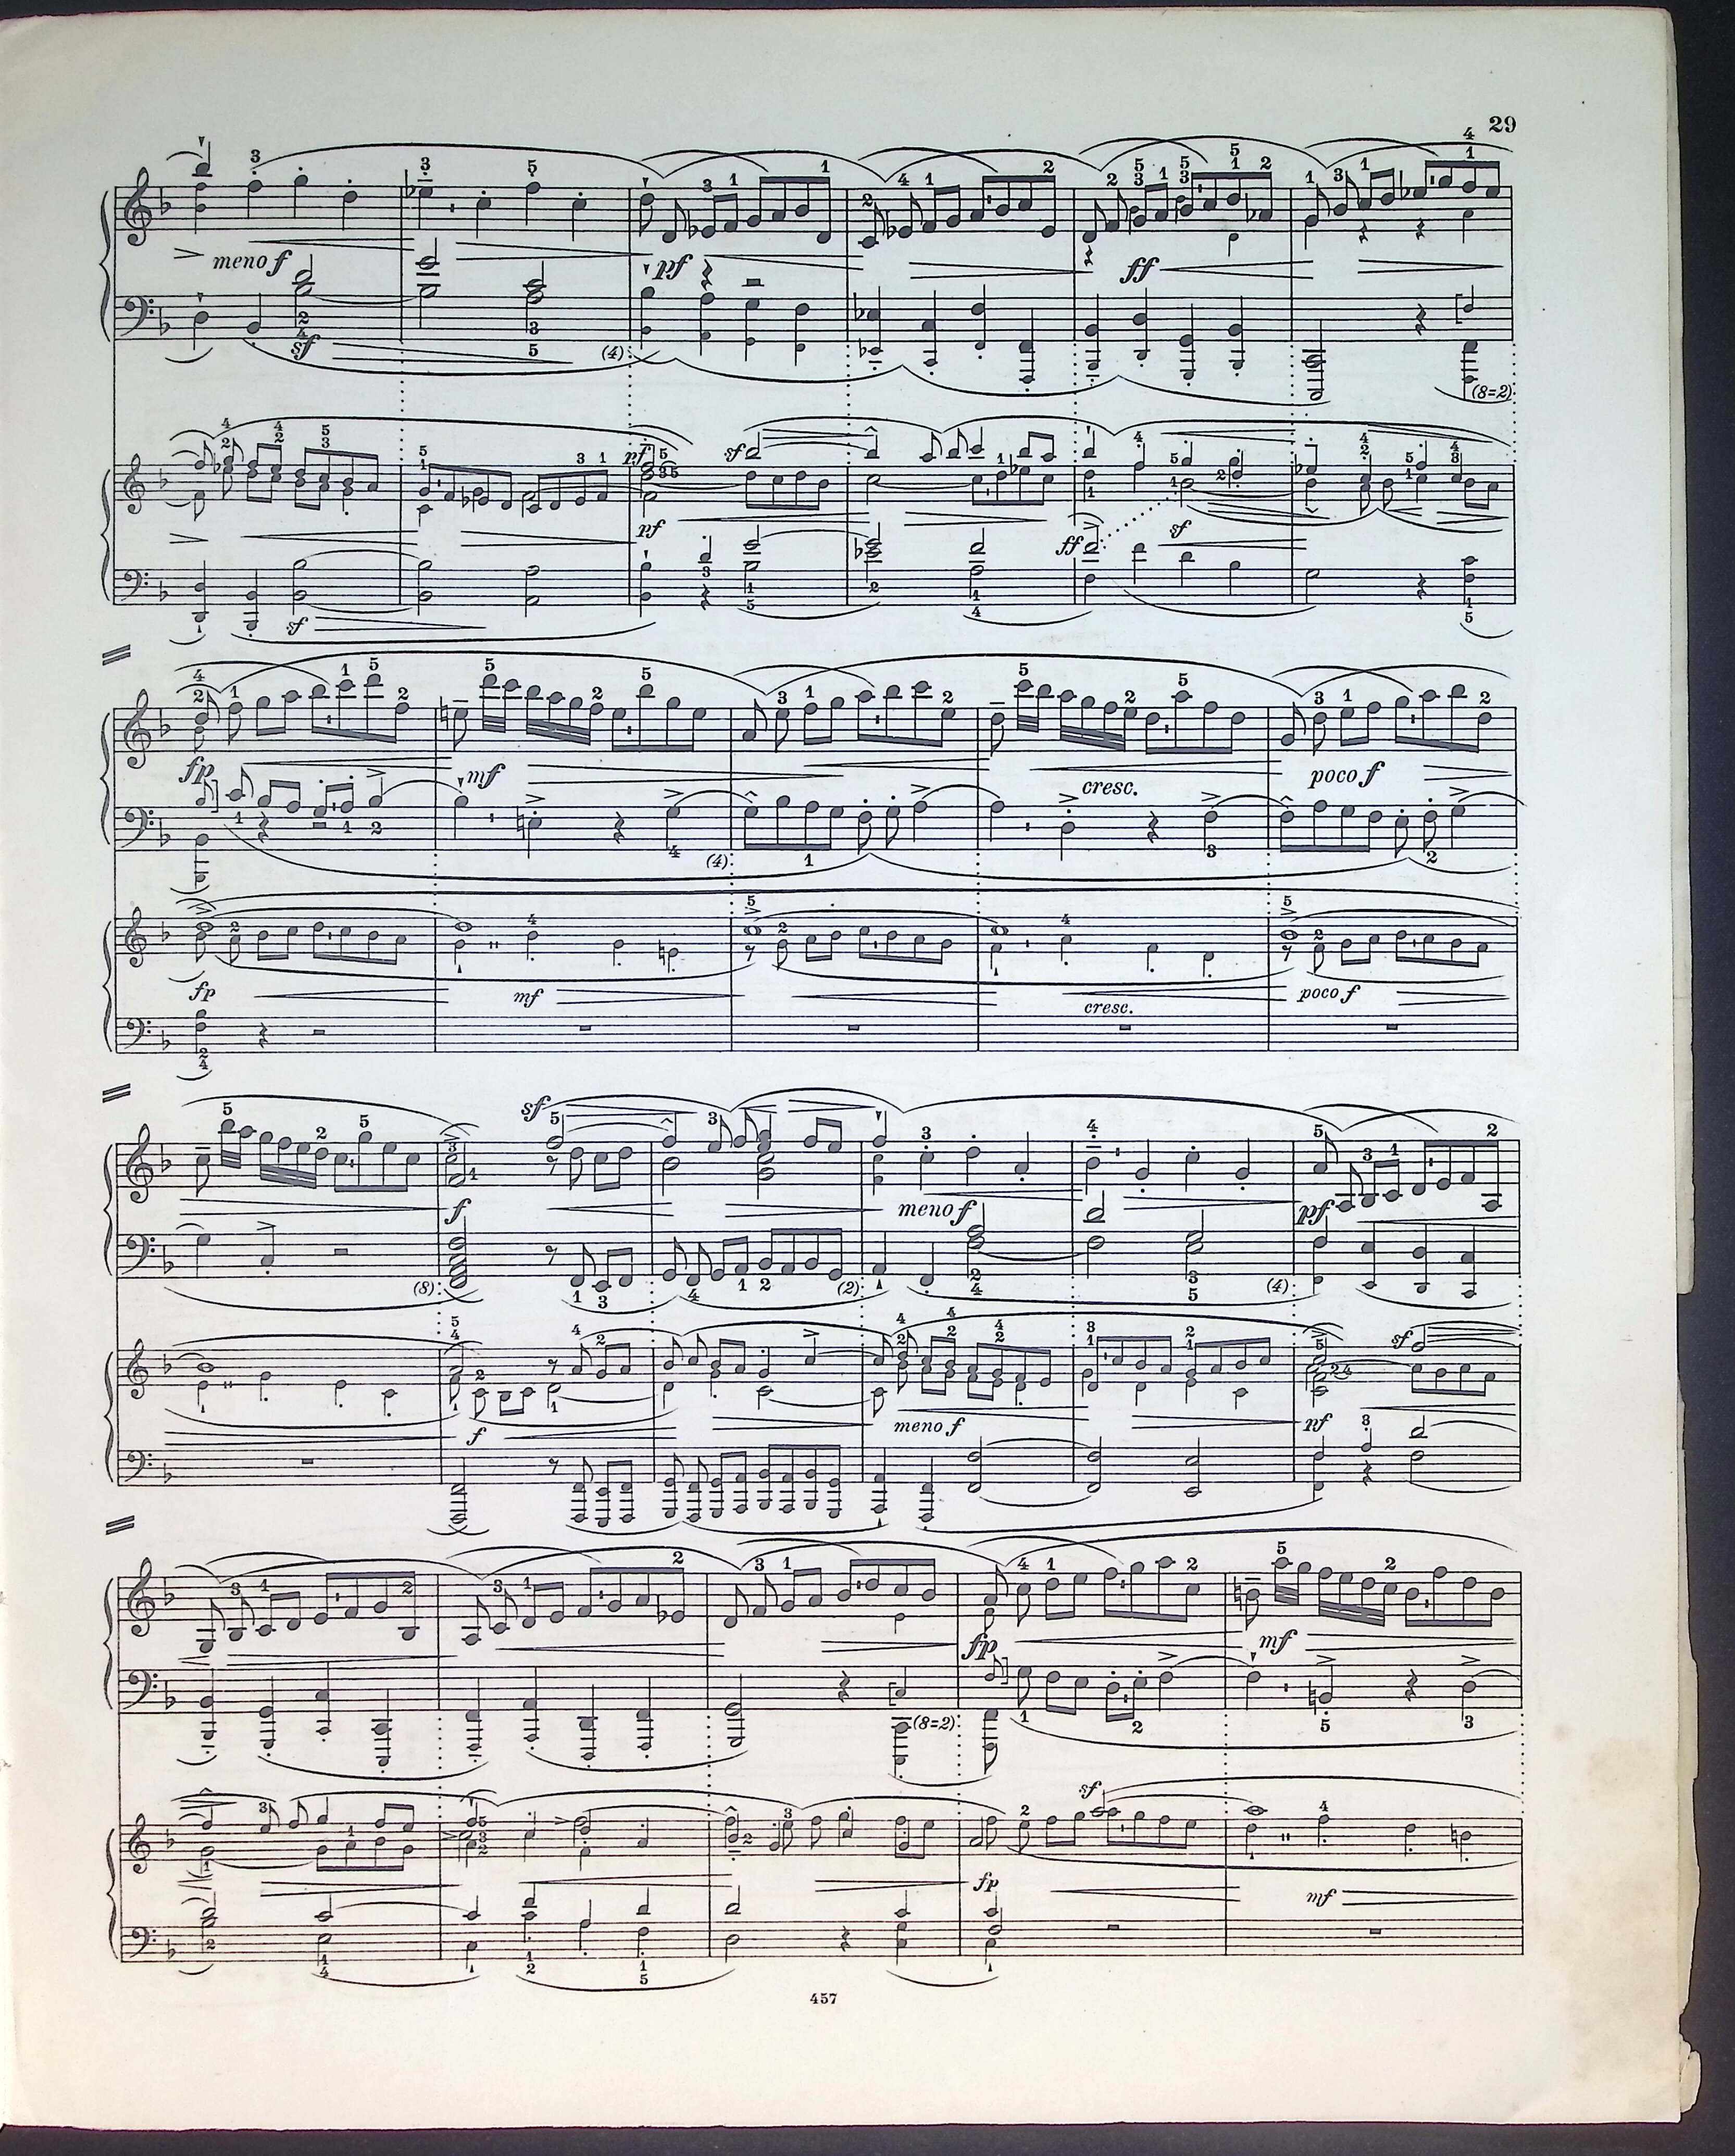 29
meno f
pf
ff
sf
(4)
(8=2)
pf
sf
pf
ff
sf
sf
fp
mf
cresc.
poco f
(4)
fp
mf
cresc.
poco f
sf
f
meno f
pf
(8)
(2)
(4)
sf
f
meno f
pf
fp
mf
(8=2)
sf
fp
mf
457